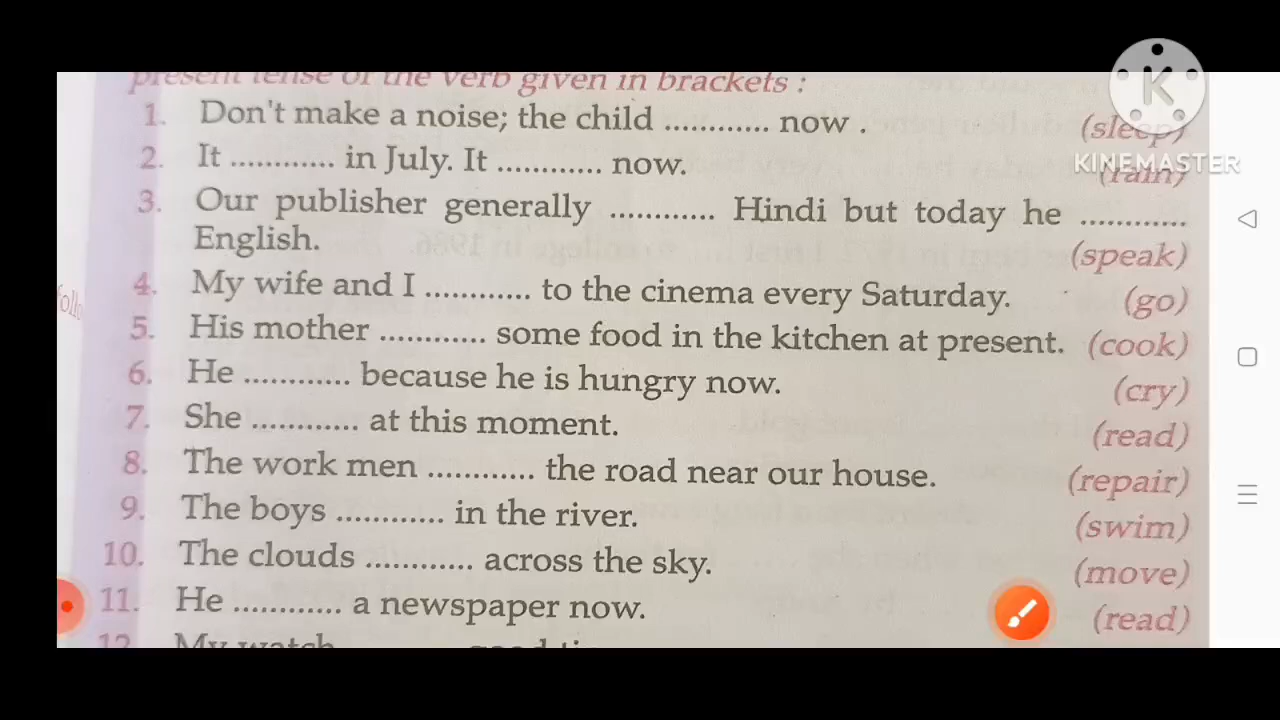 present tense of the verb given in brackets :
1. Don't make a noise; the child ............ now . (sleep)
2. It ............ in July. It ............ now. (rain)
3. Our publisher generally ............ Hindi but today he ............
English. (speak)
4. My wife and I ............ to the cinema every Saturday. (go)
5. His mother ............ some food in the kitchen at present. (cook)
6. He ............ because he is hungry now. (cry)
7. She ............ at this moment. (read)
8. The work men ............ the road near our house. (repair)
9. The boys ............ in the river. (swim)
10. The clouds ............ across the sky. (move)
11. He ............ a newspaper now. (read)
12. My watch
K
KINEMASTER